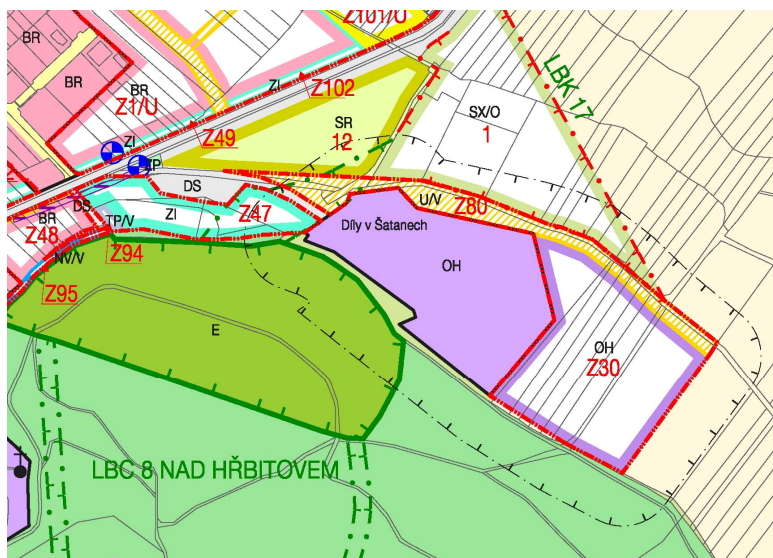 Z101/U
BR
BR
BR
Z1/U
ZI
Z102
Z49
SR
12
SX/O
1
LBK 17
ZI
ZP
DS
DS
BR
Z48
TP/V
ZI
Z47
U/V
Z80
Díly v Šatanech
NV/V
Z94
Z95
OH
E
OH
Z30
LBC 8 NAD HŘBITOVEM